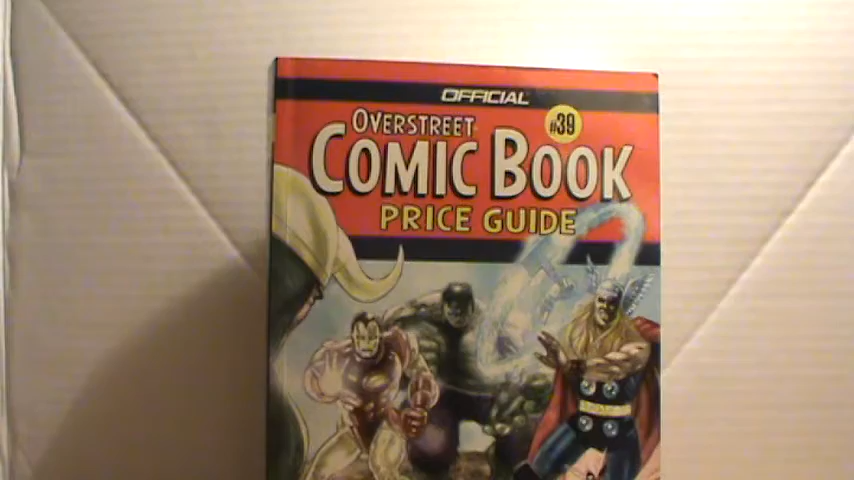 OFFICIAL
OVERSTREET
#39
COMIC BOOK
PRICE GUIDE